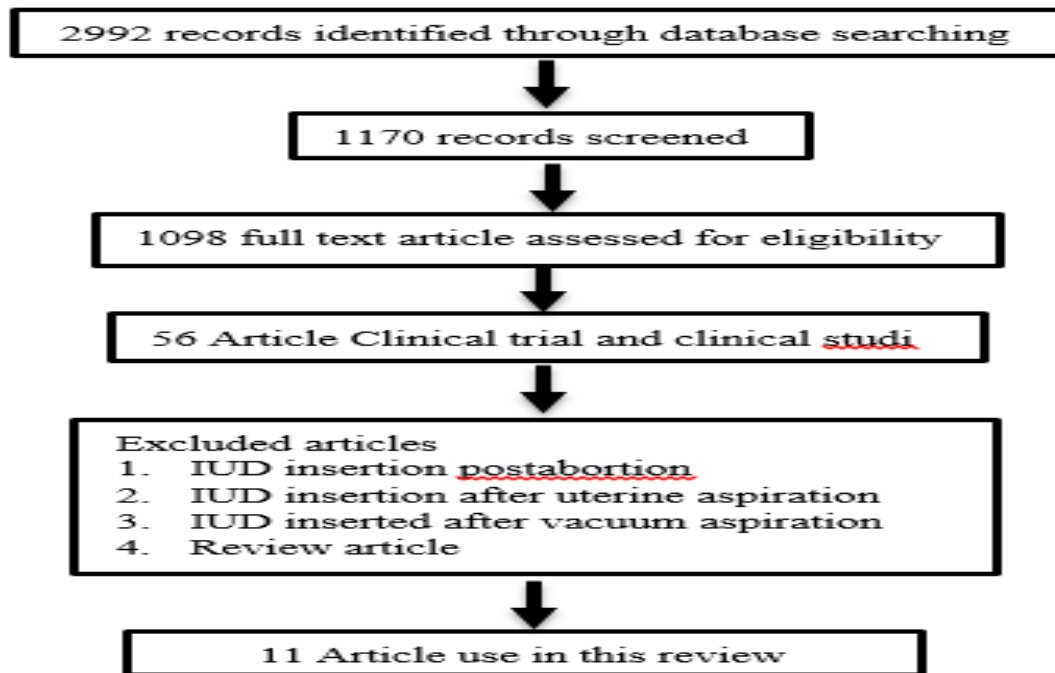 2992 records identified through database searching
1170 records screened
1098 full text article assessed for eligibility
56 Article Clinical trial and clinical studi
Excluded articles
1. IUD insertion postabortion
2. IUD insertion after uterine aspiration
3. IUD inserted after vacuum aspiration
4. Review article
11 Article use in this review